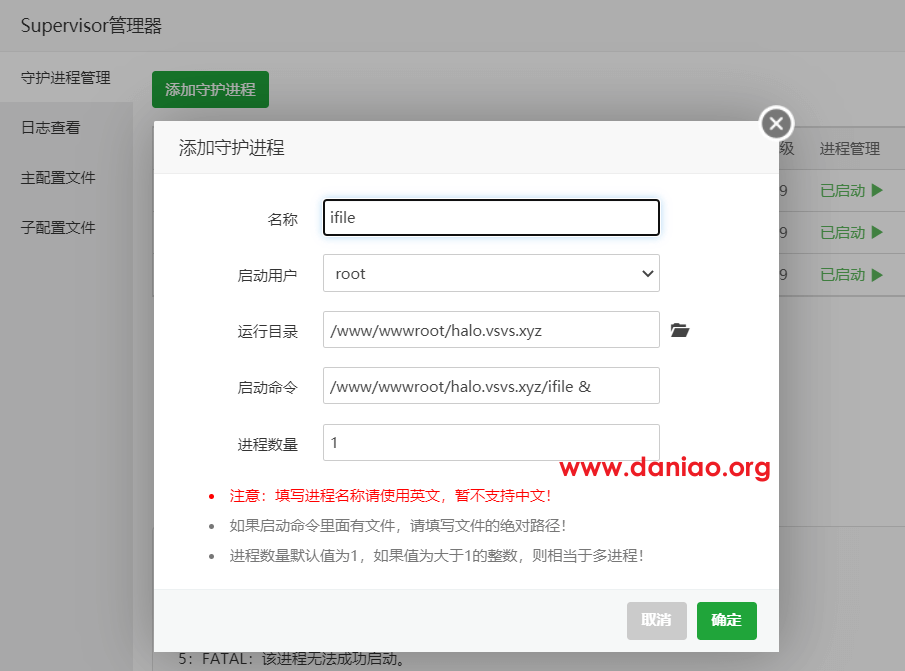 Supervisor管理器
守护进程管理
添加守护进程
日志查看
添加守护进程
级 进程管理
主配置文件
9 已启动
名称 ifile
子配置文件
9 已启动
启动用户 root
9 已启动
运行目录 /www/wwwroot/halo.vsvs.xyz
启动命令 /www/wwwroot/halo.vsvs.xyz/ifile &
进程数量 1
www.daniao.org
注意：填写进程名称请使用英文，暂不支持中文！
如果启动命令里面有文件，请填写文件的绝对路径！
进程数量默认值为1，如果值为大于1的整数，则相当于多进程！
取消 确定
5：FATAL：该进程无法成功启动。